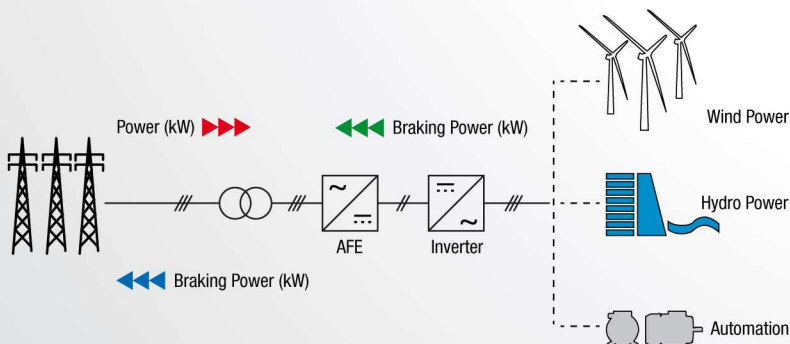 Wind Power
Power (kW)
Braking Power (kW)
Hydro Power
AFE
Inverter
Braking Power (kW)
Automation